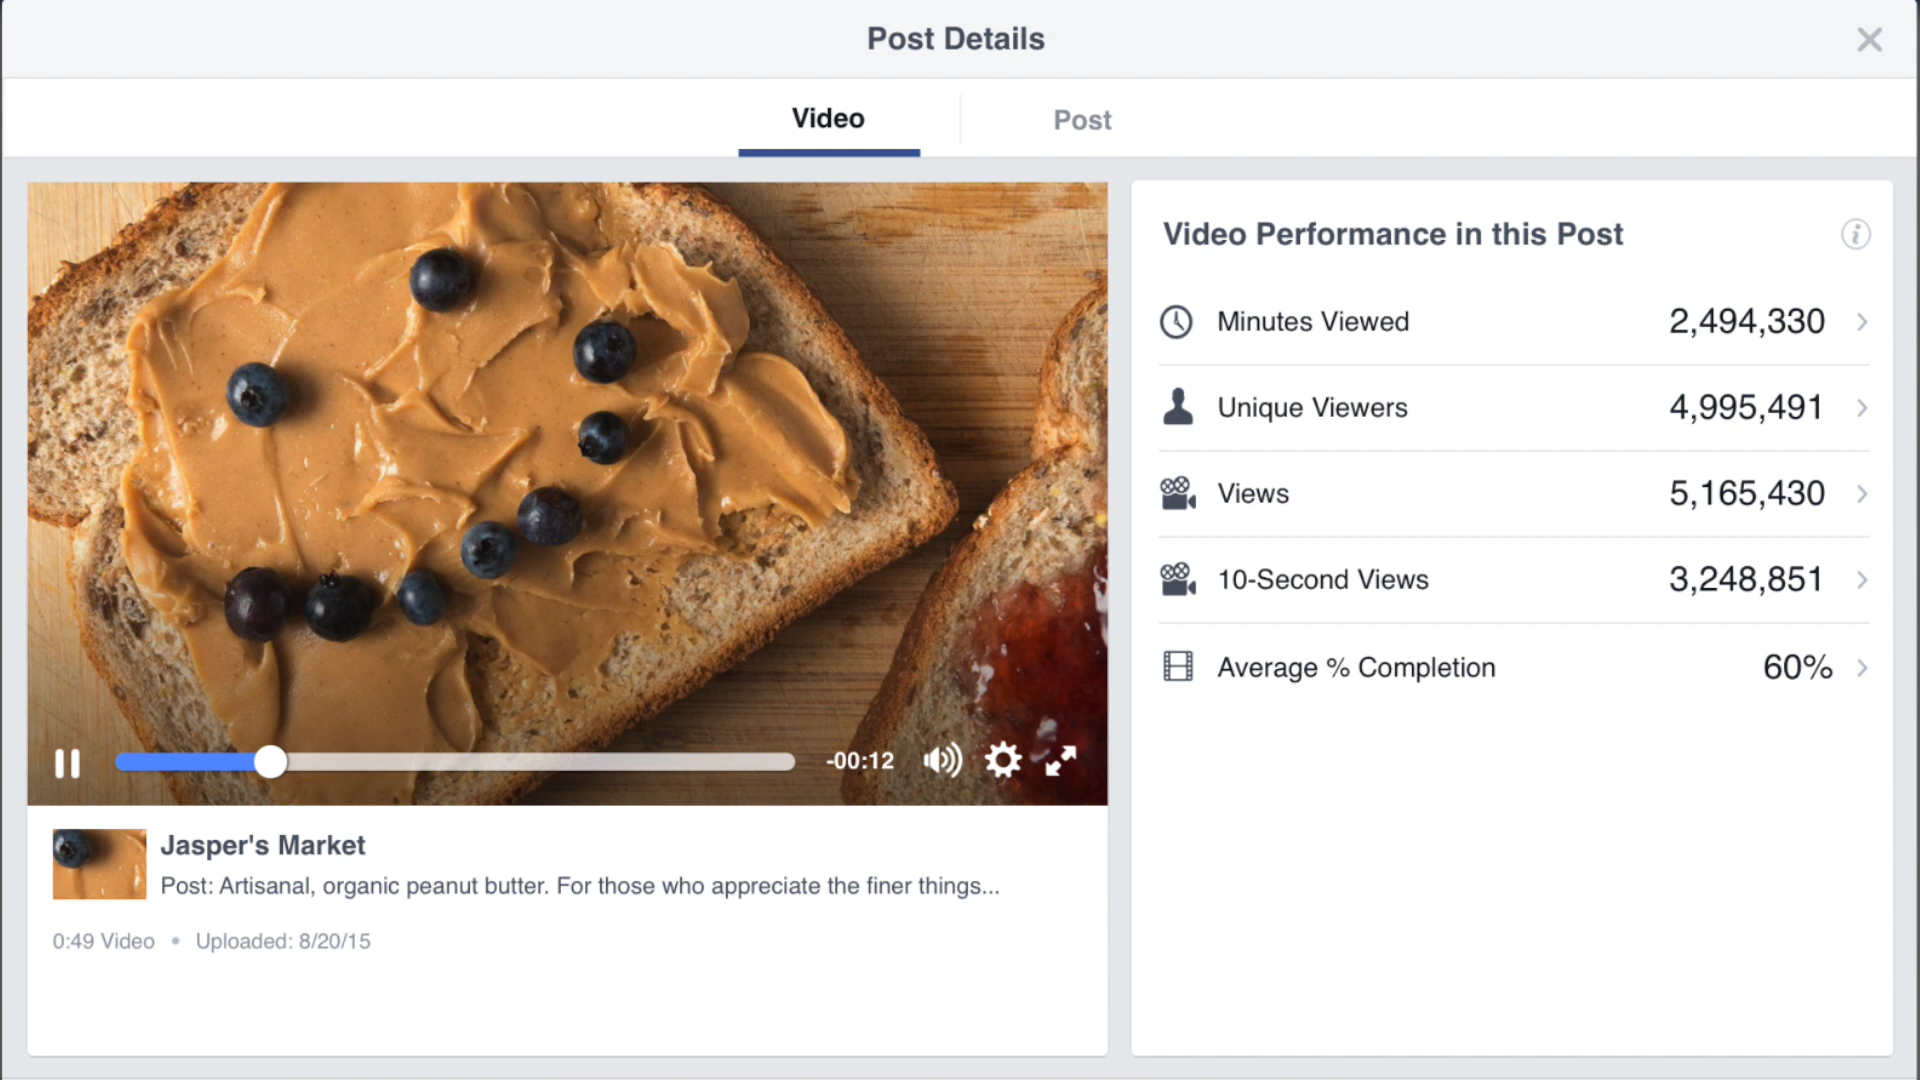 Post Details
Video
Post
Video Performance in this Post
Minutes Viewed 2,494,330
Unique Viewers 4,995,491
Views 5,165,430
10-Second Views 3,248,851
Average % Completion 60%
-00:12
Jasper's Market
Post: Artisanal, organic peanut butter. For those who appreciate the finer things...
0:49 Video • Uploaded: 8/20/15